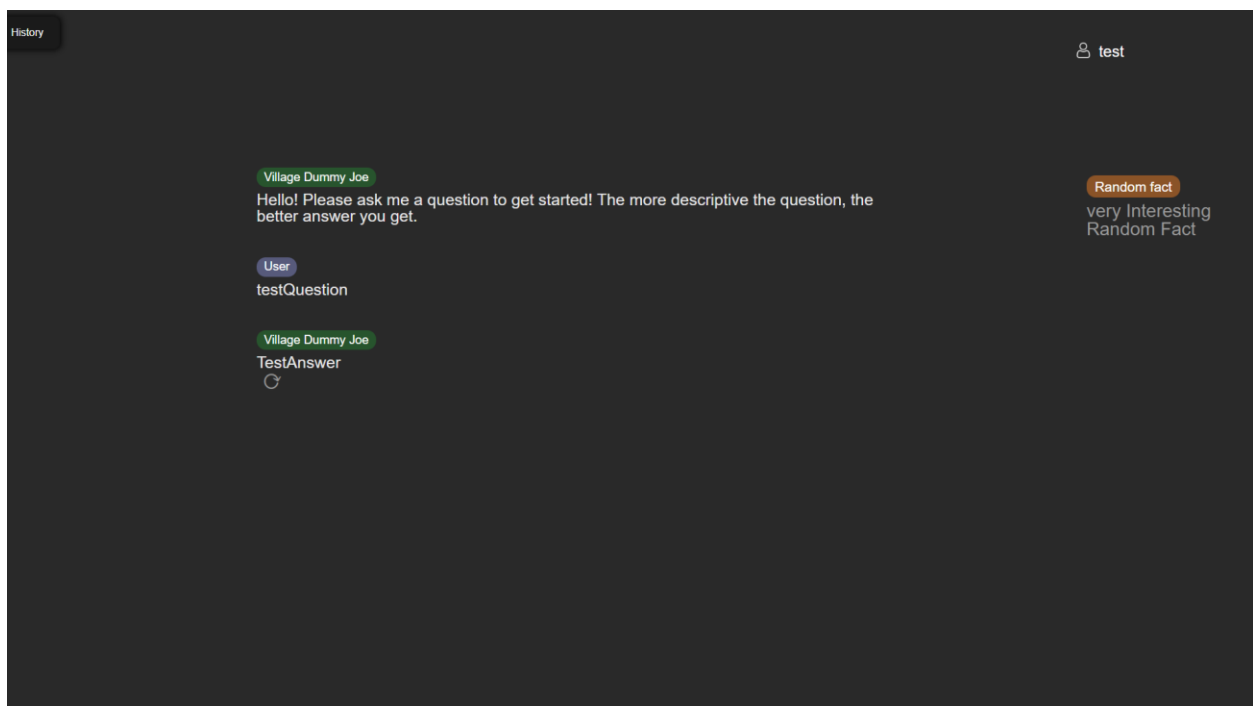 History
test
Village Dummy Joe
Hello! Please ask me a question to get started! The more descriptive the question, the
better answer you get.
Random fact
very Interesting
Random Fact
User
testQuestion
Village Dummy Joe
TestAnswer